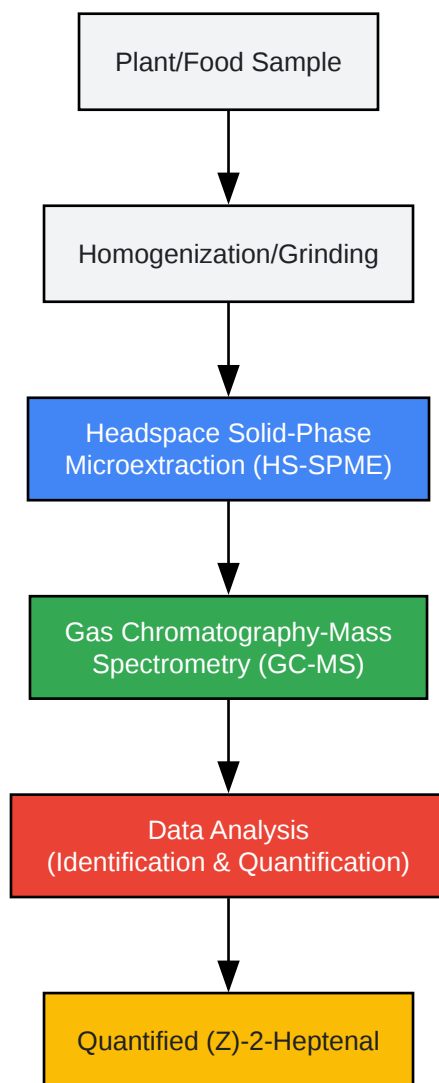 Plant/Food Sample
Homogenization/Grinding
Headspace Solid-Phase
Microextraction (HS-SPME)
Gas Chromatography-Mass
Spectrometry (GC-MS)
Data Analysis
(Identification & Quantification)
Quantified (Z)-2-Heptenal